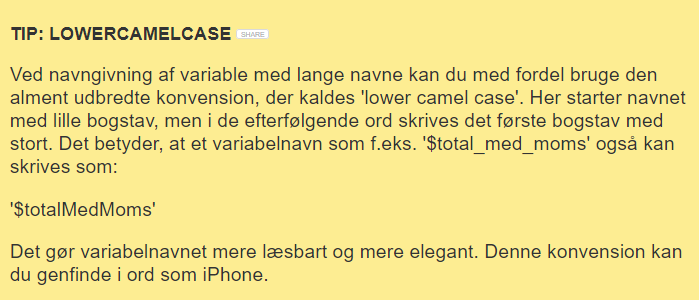 TIP: LOWERCAMELCASE SHARE
Ved navngivning af variable med lange navne kan du med fordel bruge den
alment udbredte konvension, der kaldes 'lower camel case'. Her starter navnet
med lille bogstav, men i de efterfølgende ord skrives det første bogstav med
stort. Det betyder, at et variabelnavn som f.eks. '$total_med_moms' også kan
skrives som:
'$totalMedMoms'
Det gør variabelnavnet mere læsbart og mere elegant. Denne konvension kan
du genfinde i ord som iPhone.